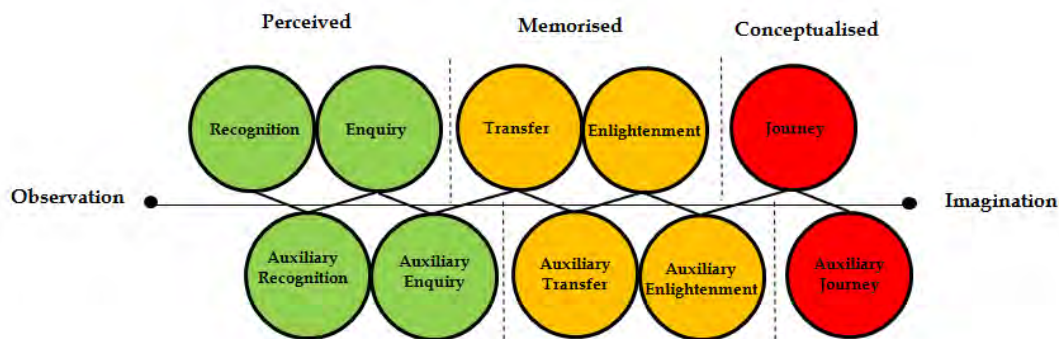 Perceived
Memorised
Conceptualised
Recognition
Enquiry
Transfer
Enlightenment
Journey
Observation
Imagination
Auxiliary
Recognition
Auxiliary
Enquiry
Auxiliary
Transfer
Auxiliary
Enlightenment
Auxiliary
Journey